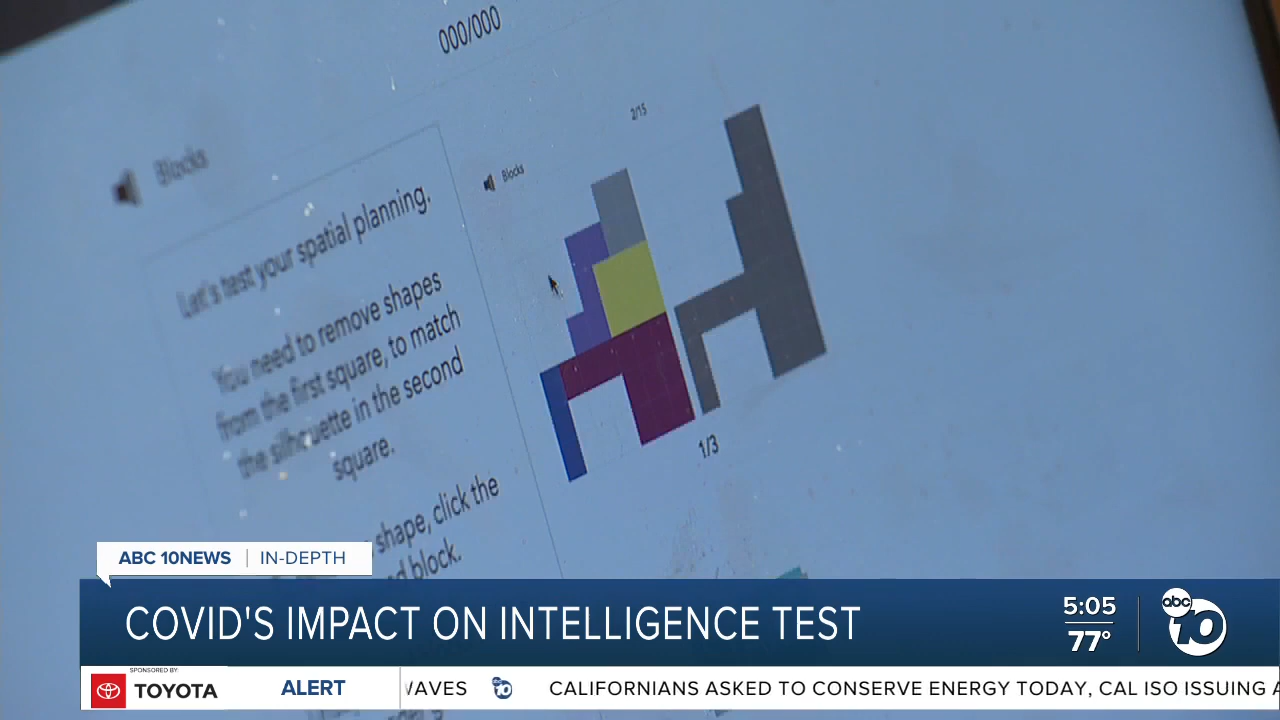 000/000
Blocks
Let's test your spatial planning.
You need to remove shapes
from the first square, to match
the silhouette in the second
square.
shape, click the
block.
2/15
Blocks
1/3
ABC 10NEWS | IN-DEPTH
COVID'S IMPACT ON INTELLIGENCE TEST
5:05
77°
abc
10
SPONSORED BY:
TOYOTA
ALERT
CALIFORNIANS ASKED TO CONSERVE ENERGY TODAY, CAL ISO ISSUING